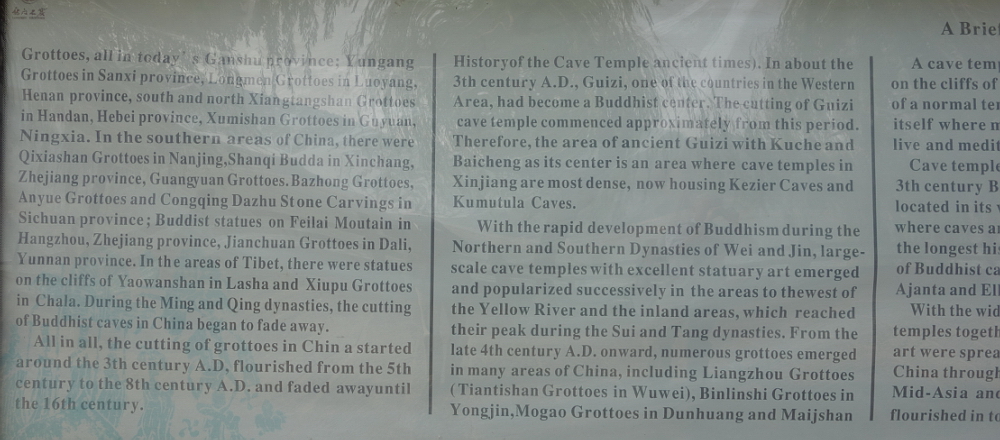 Grottoes, all in today's Ganshu province; Yungang
Grottoes in Sanxi province, Longmen Grottoes in Luoyang,
Henan province, south and north Xiangtangshan Grottoes
in Handan, Hebei province, Xumishan Grottoes in Guyuan,
Ningxia. In the southern areas of China, there were
Qixiashan Grottoes in Nanjing,Shanqi Budda in Xinchang,
Zhejiang province, Guangyuan Grottoes. Bazhong Grottoes,
Anyue Grottoes and Congqing Dazhu Stone Carvings in
Sichuan province; Buddist statues on Feilai Moutain in
Hangzhou, Zhejiang province, Jianchuan Grottoes in Dali,
Yunnan province. In the areas of Tibet, there were statues
on the cliffs of Yaowanshan in Lasha and Xiupu Grottoes
in Chala. During the Ming and Qing dynasties, the cutting
of Buddhist caves in China began to fade away.
All in all, the cutting of grottoes in Chin a started
around the 3th century A.D, flourished from the 5th
century to the 8th century A.D. and faded awayuntil
the 16th century.
Historyof the Cave Temple ancient times). In about the
3th century A.D., Guizi, one of the countries in the Western
Area, had become a Buddhist center. The cutting of Guizi
cave temple commenced approximately from this period.
Therefore, the area of ancient Guizi with Kuche and
Baicheng as its center is an area where cave temples in
Xinjiang are most dense, now housing Kezier Caves and
Kumutula Caves.
With the rapid development of Buddhism during the
Northern and Southern Dynasties of Wei and Jin, large-
scale cave temples with excellent statuary art emerged
and popularized successively in the areas to thewest of
the Yellow River and the inland areas, which reached
their peak during the Sui and Tang dynasties. From the
late 4th century A.D. onward, numerous grottoes emerged
in many areas of China, including Liangzhou Grottoes
(Tiantishan Grottoes in Wuwei), Binlinshi Grottoes in
Yongjin,Mogao Grottoes in Dunhuang and Maijshan
A Brie
A cave tem
on the cliffs of
of a normal te
itself where
live and medit
Cave temple
3th century B
located in its
where caves a
the longest hi
of Buddhist ca
Ajanta and Ell
With the wid
temples togeth
art were sprea
China through
Mid-Asia and
flourished in to